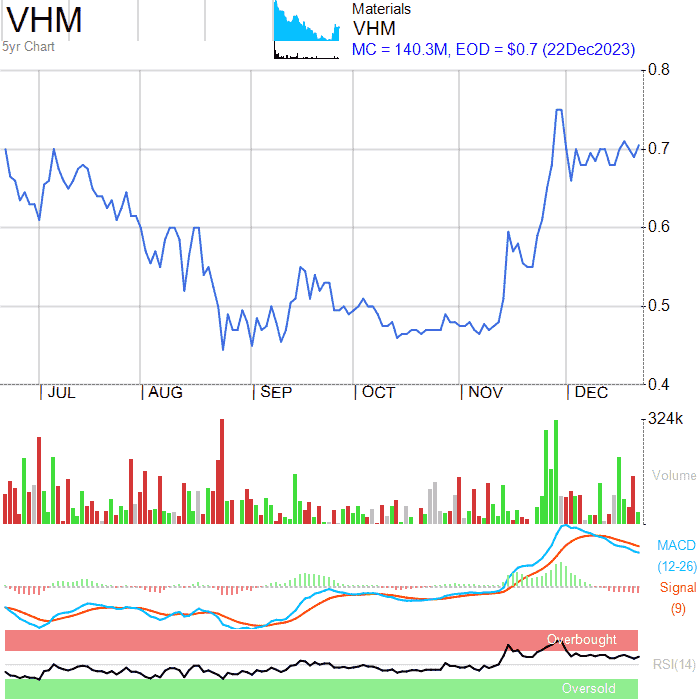 VHM
5yr Chart
Materials
VHM
MC = 140.3M, EOD = $0.7 (22Dec2023)
0.8
0.7
0.6
0.5
0.4
JUL AUG SEP OCT NOV DEC
324k
Volume
MACD
(12-26)
Signal
(9)
Overbought
RSI(14)
Oversold